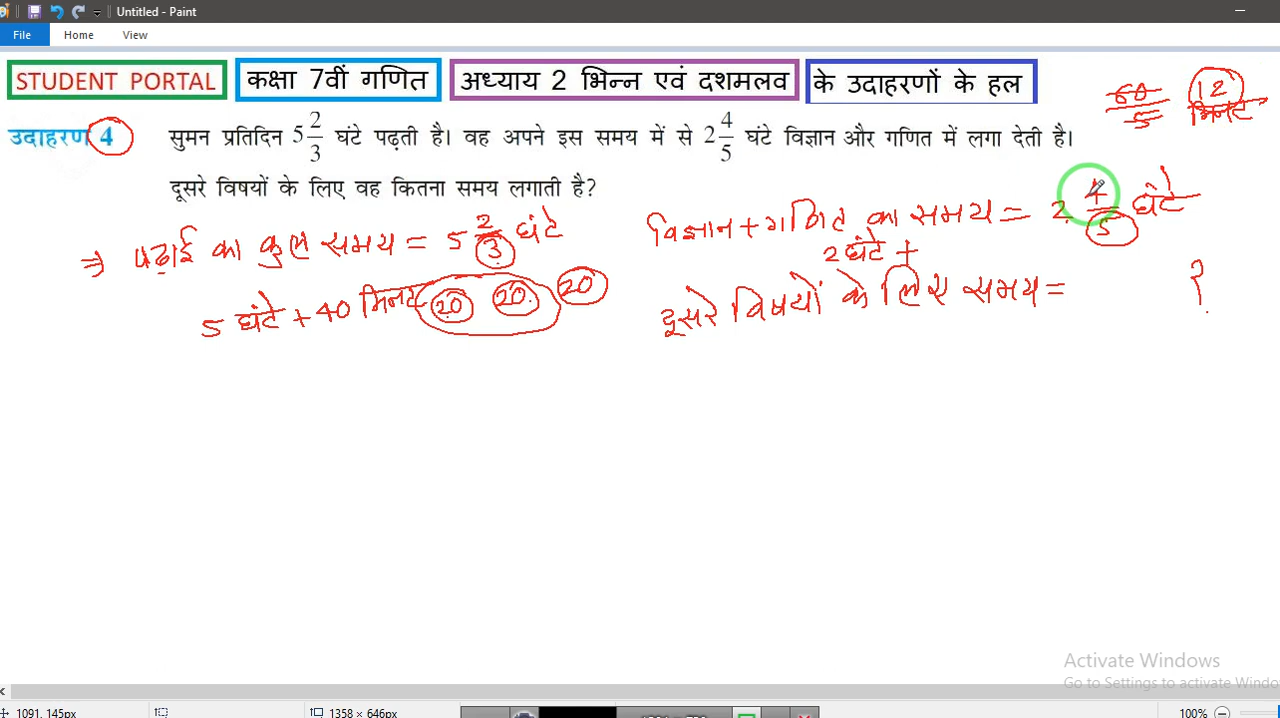 Untitled - Paint
File Home View
STUDENT PORTAL कक्षा 7वीं गणित अध्याय 2 भिन्न एवं दशमलव के उदाहरणों के हल
60/5 12 मिनट
उदाहरण 4 सुमन प्रतिदिन 5 2/3 घंटे पढ़ती है। वह अपने इस समय में से 2 4/5 घंटे विज्ञान और गणित में लगा देती है।
दूसरे विषयों के लिए वह कितना समय लगाती है?
⇒ पढ़ाई का कुल समय = 5 2/3 घंटे
5 घंटे + 40 मिनट 20 20 20
विज्ञान + गणित का समय = 2 4/5 घंटे
2 घंटे +
दूसरे विषयों के लिए समय = ?
Activate Windows
Go to Settings to activate Windo
1091, 145px 1358 × 646px 100%